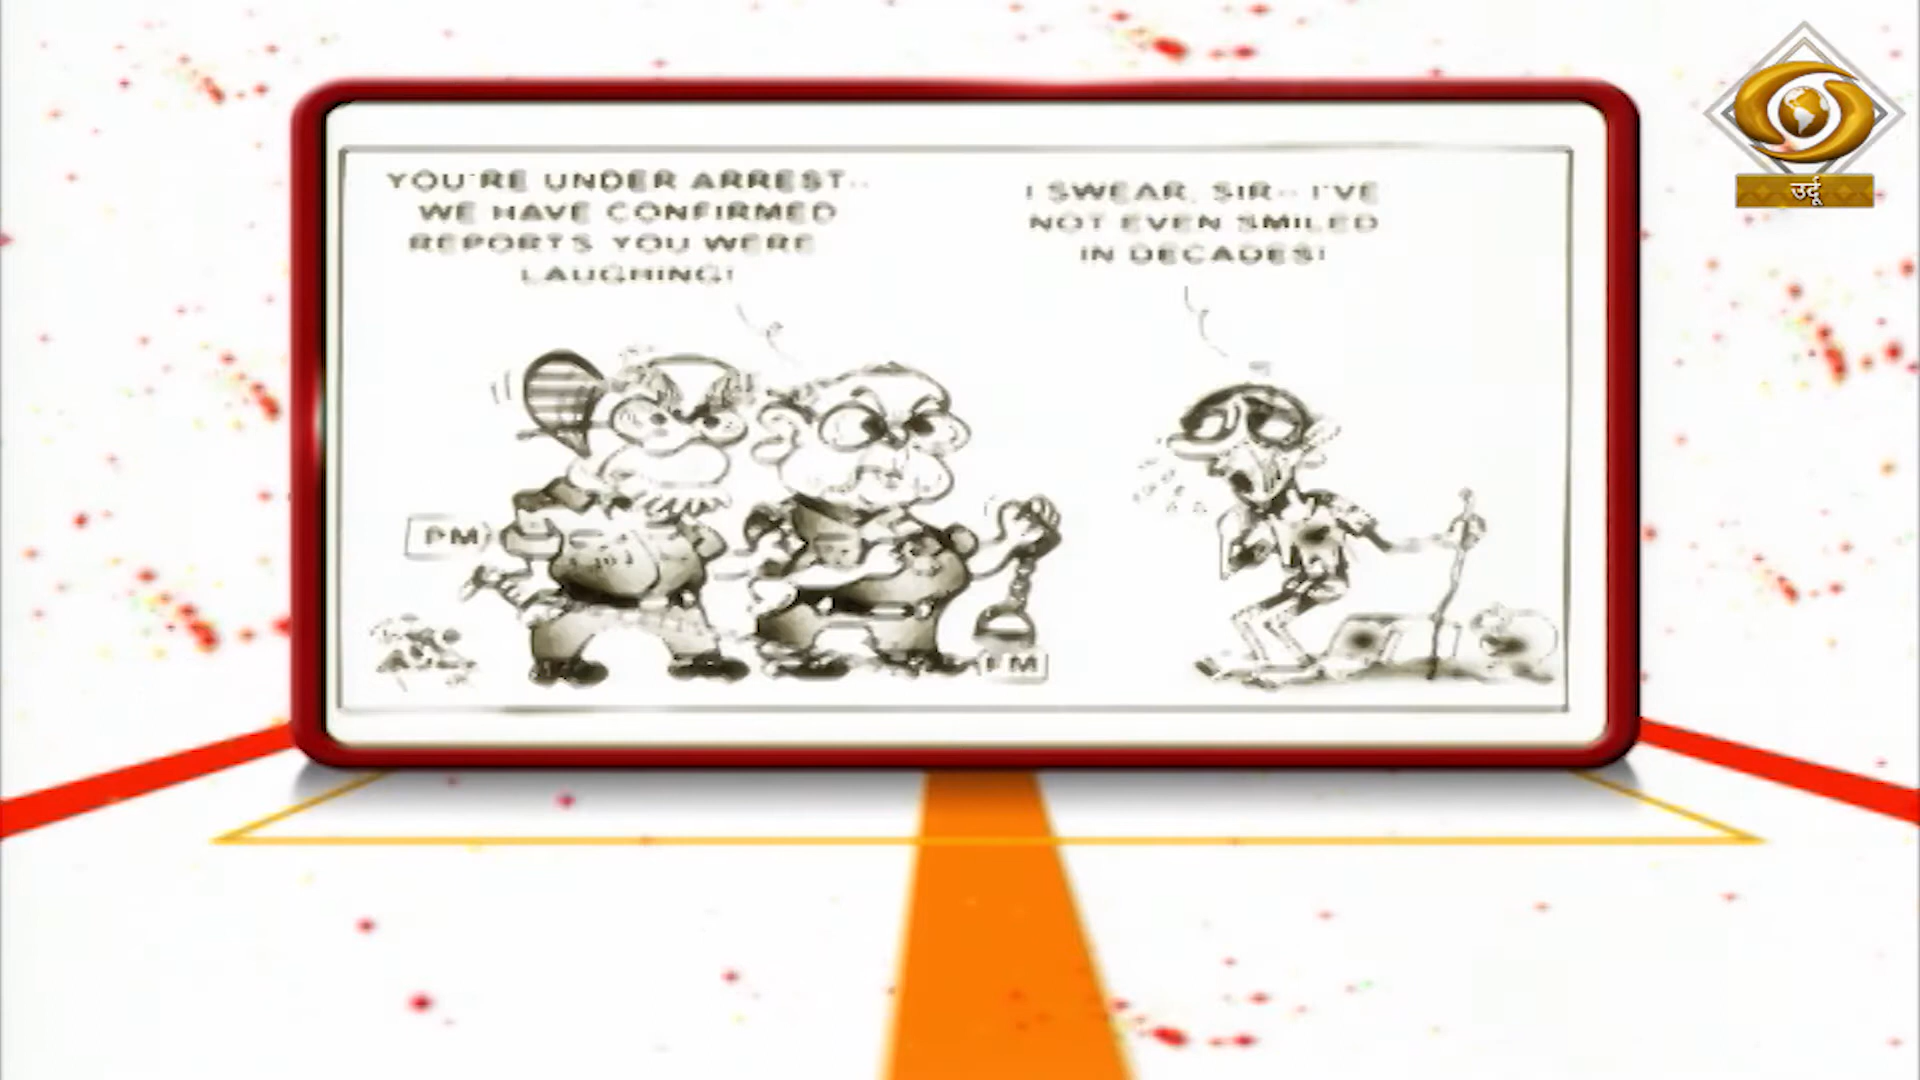 YOU'RE UNDER ARREST--
WE HAVE CONFIRMED
REPORTS YOU WERE
LAUGHING!
I SWEAR, SIR-- I'VE
NOT EVEN SMILED
IN DECADES!
PM
उर्दू